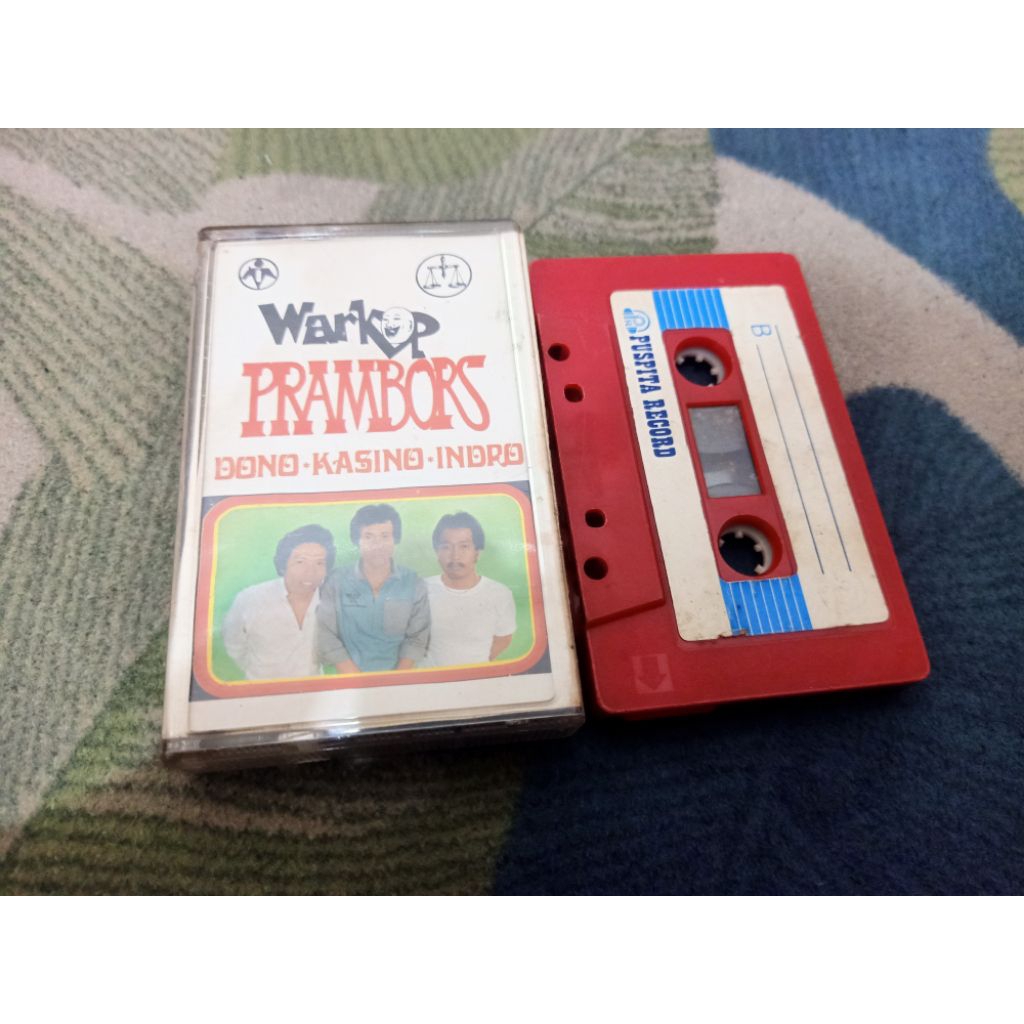 Warkop
PRAMBORS
DONO·KASINO·INDRO
PUSPITA RECORD
B